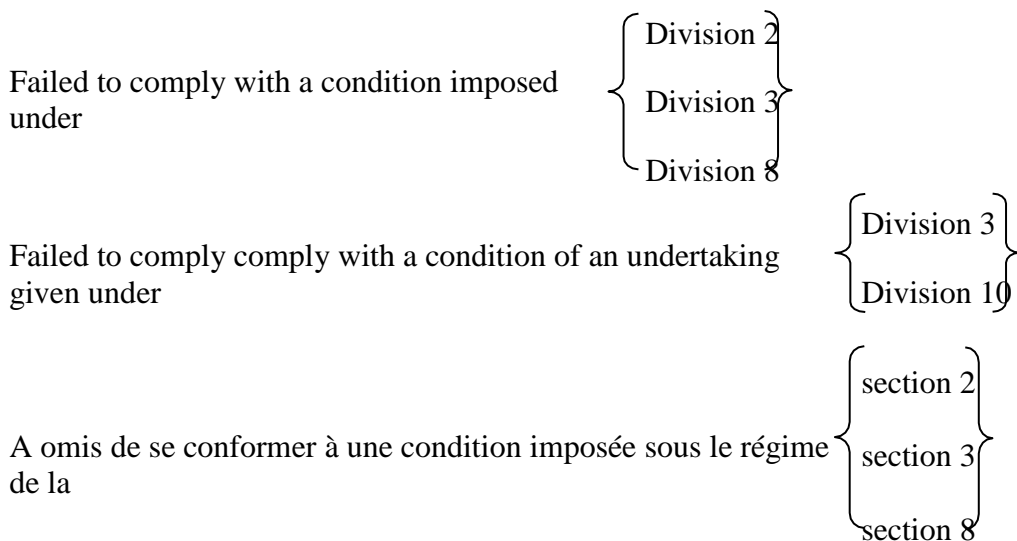 Division 2
Failed to comply with a condition imposed
under
Division 3
Division 8
Division 3
Failed to comply comply with a condition of an undertaking
given under
Division 10
section 2
A omis de se conformer à une condition imposée sous le régime
de la
section 3
section 8